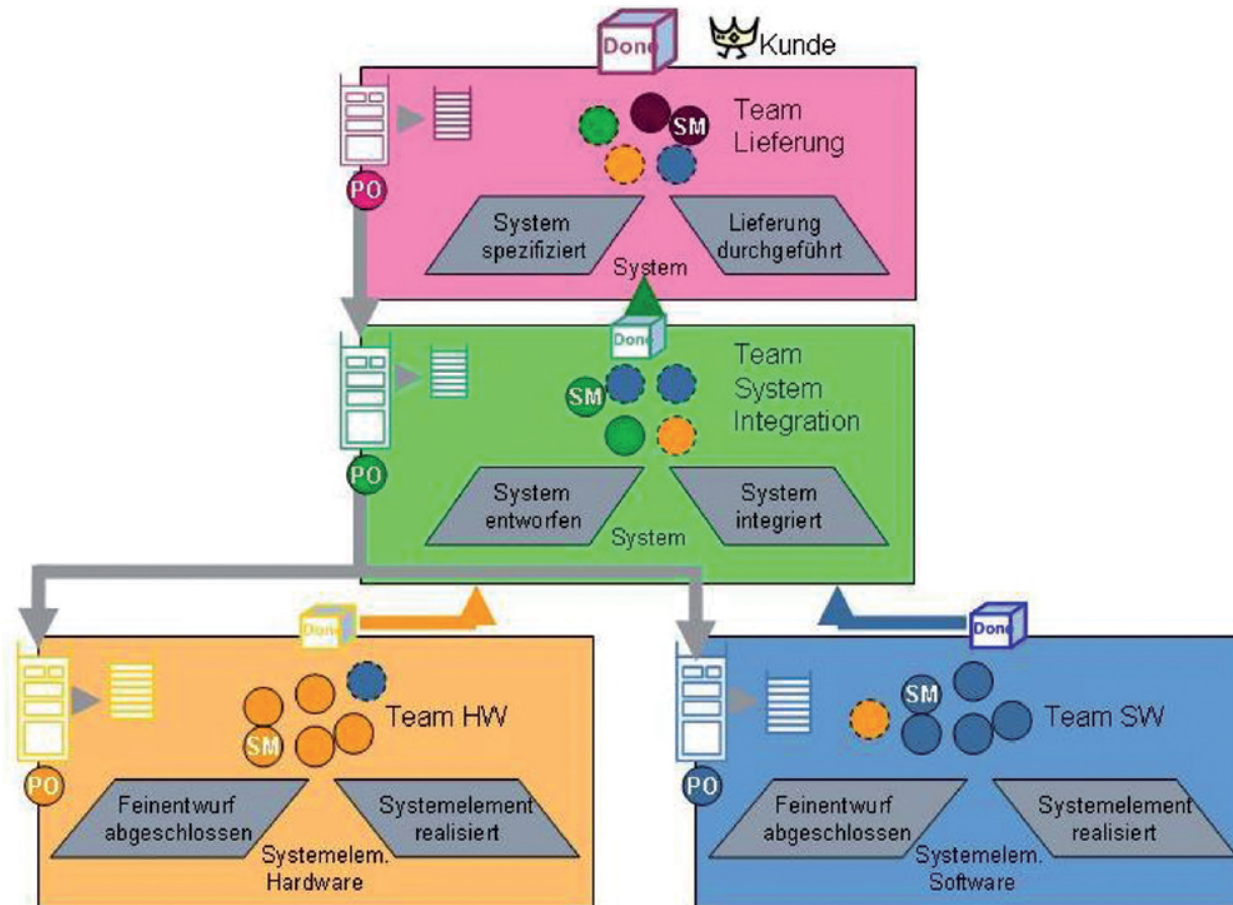 Done
Kunde
PO
SM
Team
Lieferung
System
spezifiziert
Lieferung
durchgeführt
System
Done
PO
SM
Team
System
Integration
System
entworfen
System
integriert
System
Done
PO
SM
Team HW
Feinentwurf
abgeschlossen
Systemelement
realisiert
Systemelem.
Hardware
Done
PO
SM
Team SW
Feinentwurf
abgeschlossen
Systemelement
realisiert
Systemelem.
Software